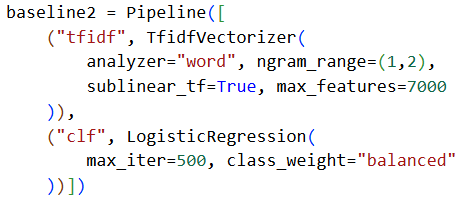 baseline2 = Pipeline([
    ("tfidf", TfidfVectorizer(
        analyzer="word", ngram_range=(1,2),
        sublinear_tf=True, max_features=7000
    )),
    ("clf", LogisticRegression(
        max_iter=500, class_weight="balanced"
    ))])